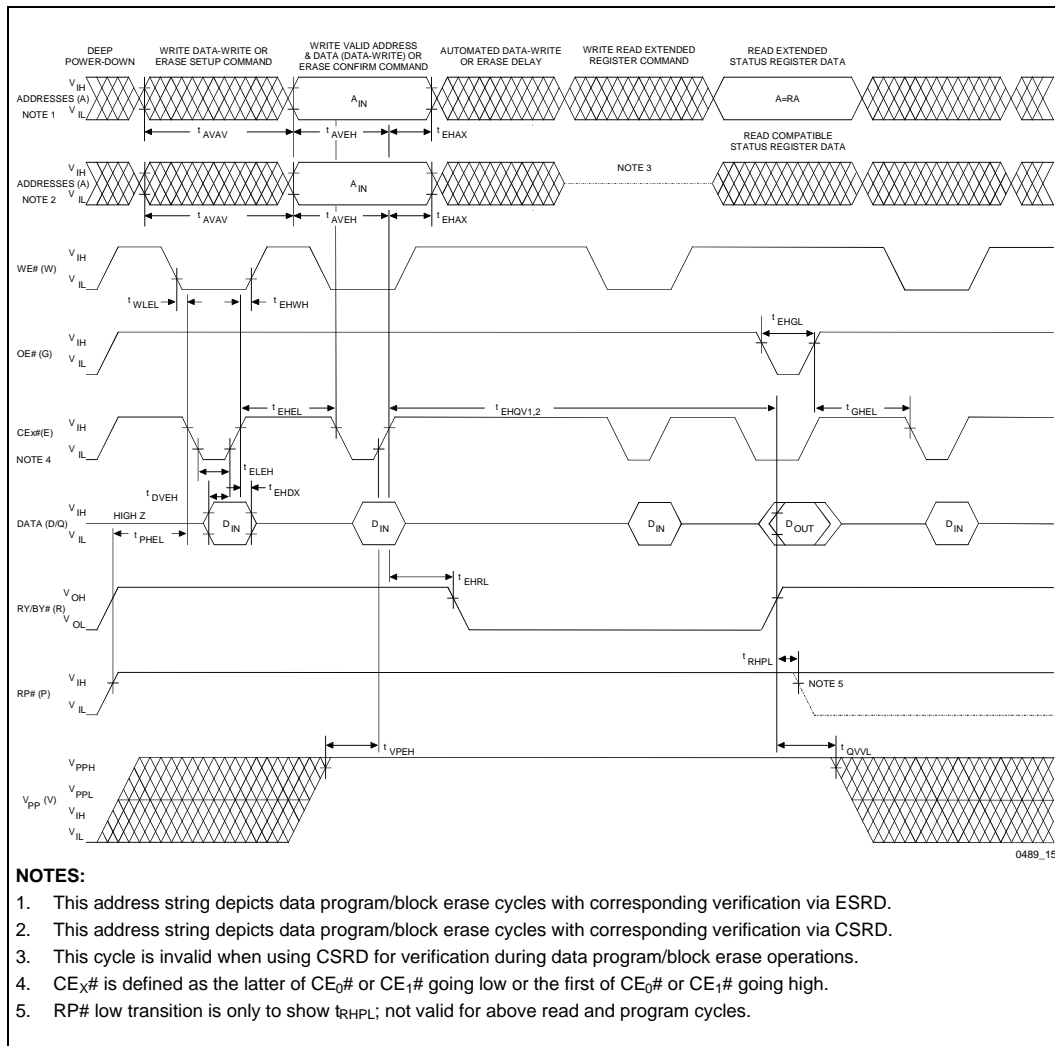 DEEP
POWER-DOWN
WRITE DATA-WRITE OR
ERASE SETUP COMMAND
WRITE VALID ADDRESS
& DATA (DATA-WRITE) OR
ERASE CONFIRM COMMAND
AUTOMATED DATA-WRITE
OR ERASE DELAY
WRITE READ EXTENDED
REGISTER COMMAND
READ EXTENDED
STATUS REGISTER DATA
V IH
ADDRESSES (A)
NOTE 1
V IL
A IN
A=RA
t AVAV
t AVEH
t EHAX
READ COMPATIBLE
STATUS REGISTER DATA
V IH
ADDRESSES (A)
NOTE 2
V IL
A IN
NOTE 3
t AVAV
t AVEH
t EHAX
WE# (W)
V IH
V IL
t WLEL
t EHWH
t EHGL
OE# (G)
V IH
V IL
t EHEL
t EHQV1,2
t GHEL
CEx#(E)
V IH
NOTE 4
V IL
t ELEH
t EHDX
t DVEH
DATA (D/Q)
V IH
V IL
HIGH Z
D IN
D IN
D IN
D OUT
D IN
t PHEL
t EHRL
RY/BY# (R)
V OH
V OL
t RHPL
RP# (P)
V IH
V IL
NOTE 5
t VPEH
t QVVL
V PP (V)
V PPH
V PPL
V IH
V IL
0489_15
NOTES:
1. This address string depicts data program/block erase cycles with corresponding verification via ESRD.
2. This address string depicts data program/block erase cycles with corresponding verification via CSRD.
3. This cycle is invalid when using CSRD for verification during data program/block erase operations.
4. CEX# is defined as the latter of CE0# or CE1# going low or the first of CE0# or CE1# going high.
5. RP# low transition is only to show tRHPL; not valid for above read and program cycles.